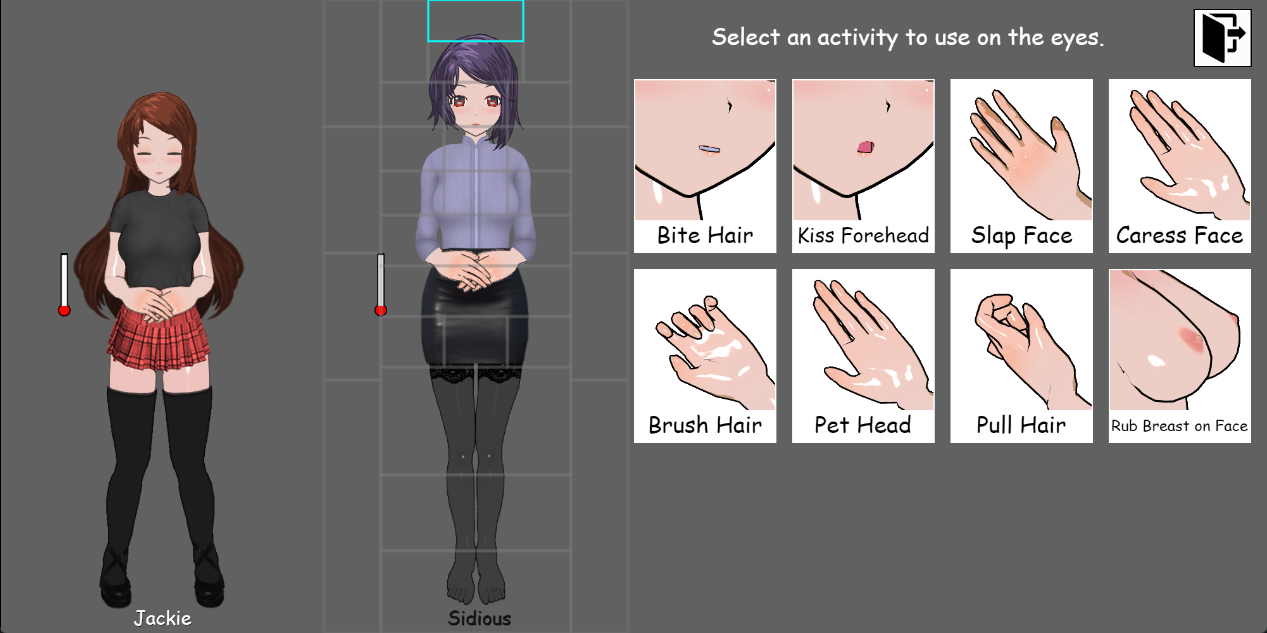 Select an activity to use on the eyes.
Bite Hair
Kiss Forehead
Slap Face
Caress Face
Brush Hair
Pet Head
Pull Hair
Rub Breast on Face
Jackie
Sidious